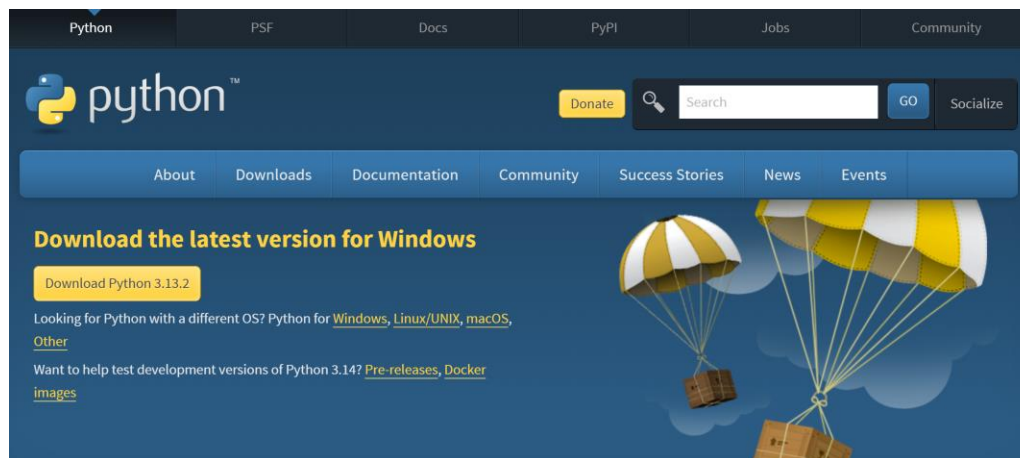 Python PSF Docs PyPI Jobs Community
python™
Donate Search GO Socialize
About Downloads Documentation Community Success Stories News Events
Download the latest version for Windows
Download Python 3.13.2
Looking for Python with a different OS? Python for Windows, Linux/UNIX, macOS,
Other
Want to help test development versions of Python 3.14? Pre-releases, Docker
images